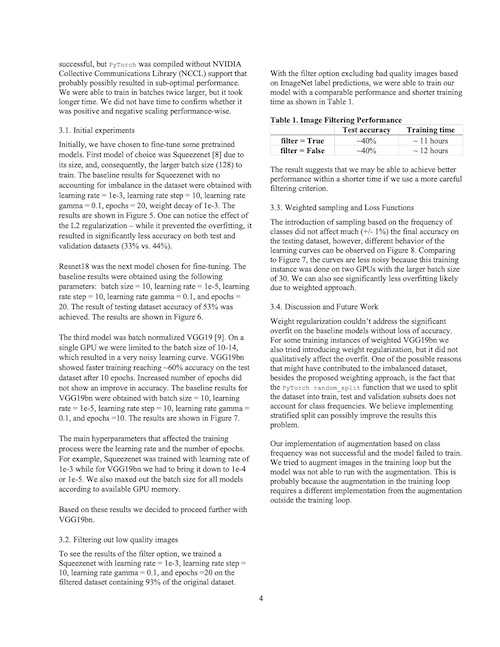 successful, but PyTorch was compiled without NVIDIA
Collective Communications Library (NCCL) support that
probably possibly resulted in sub-optimal performance.
We were able to train in batches twice larger, but it took
longer time. We did not have time to confirm whether it
was positive and negative scaling performance-wise.
3.1. Initial experiments
Initially, we have chosen to fine-tune some pretrained
models. First model of choice was Squeezenet [8] due to
its size, and, consequently, the larger batch size (128) to
train. The baseline results for Squeezenet with no
accounting for imbalance in the dataset were obtained with
learning rate = 1e-3, learning rate step = 10, learning rate
gamma = 0.1, epochs = 20, weight decay of 1e-3. The
results are shown in Figure 5. One can notice the effect of
the L2 regularization – while it prevented the overfitting, it
resulted in significantly less accuracy on both test and
validation datasets (33% vs. 44%).
Resnet18 was the next model chosen for fine-tuning. The
baseline results were obtained using the following
parameters: batch size = 10, learning rate = 1e-5, learning
rate step = 10, learning rate gamma = 0.1, and epochs =
20. The result of testing dataset accuracy of 53% was
achieved. The results are shown in Figure 6.
The third model was batch normalized VGG19 [9]. On a
single GPU we were limited to the batch size of 10-14,
which resulted in a very noisy learning curve. VGG19bn
showed faster training reaching ~60% accuracy on the test
dataset after 10 epochs. Increased number of epochs did
not show an improve in accuracy. The baseline results for
VGG19bn were obtained with batch size = 10, learning
rate = 1e-5, learning rate step = 10, learning rate gamma =
0.1, and epochs =10. The results are shown in Figure 7.
The main hyperparameters that affected the training
process were the learning rate and the number of epochs.
For example, Squeezenet was trained with learning rate of
1e-3 while for VGG19bn we had to bring it down to 1e-4
or 1e-5. We also maxed out the batch size for all models
according to available GPU memory.
Based on these results we decided to proceed further with
VGG19bn.
3.2. Filtering out low quality images
To see the results of the filter option, we trained a
Squeezenet with learning rate = 1e-3, learning rate step =
10, learning rate gamma = 0.1, and epochs =20 on the
filtered dataset containing 93% of the original dataset.
With the filter option excluding bad quality images based
on ImageNet label predictions, we were able to train our
model with a comparable performance and shorter training
time as shown in Table 1.
Table 1. Image Filtering Performance
Test accuracy Training time
filter = True ~40% ~ 11 hours
filter = False ~40% ~ 12 hours
The result suggests that we may be able to achieve better
performance within a shorter time if we use a more careful
filtering criterion.
3.3. Weighted sampling and Loss Functions
The introduction of sampling based on the frequency of
classes did not affect much (+/- 1%) the final accuracy on
the testing dataset, however, different behavior of the
learning curves can be observed on Figure 8. Comparing
to Figure 7, the curves are less noisy because this training
instance was done on two GPUs with the larger batch size
of 30. We can also see significantly less overfitting likely
due to weighted approach.
3.4. Discussion and Future Work
Weight regularization couldn't address the significant
overfit on the baseline models without loss of accuracy.
For some training instances of weighted VGG19bn we
also tried introducing weight regularization, but it did not
qualitatively affect the overfit. One of the possible reasons
that might have contributed to the imbalanced dataset,
besides the proposed weighting approach, is the fact that
the PyTorch random_split function that we used to split
the dataset into train, test and validation subsets does not
account for class frequencies. We believe implementing
stratified split can possibly improve the results this
problem.
Our implementation of augmentation based on class
frequency was not successful and the model failed to train.
We tried to augment images in the training loop but the
model was not able to run with the augmentation. This is
probably because the augmentation in the training loop
requires a different implementation from the augmentation
outside the training loop.
4